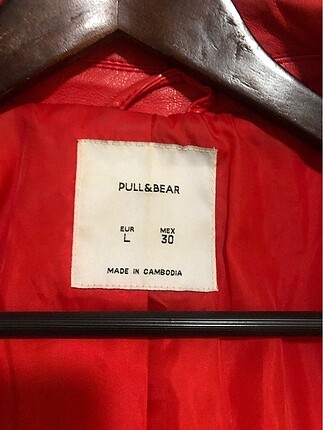 PULL&BEAR
EUR MEX
L 30
MADE IN CAMBODIA